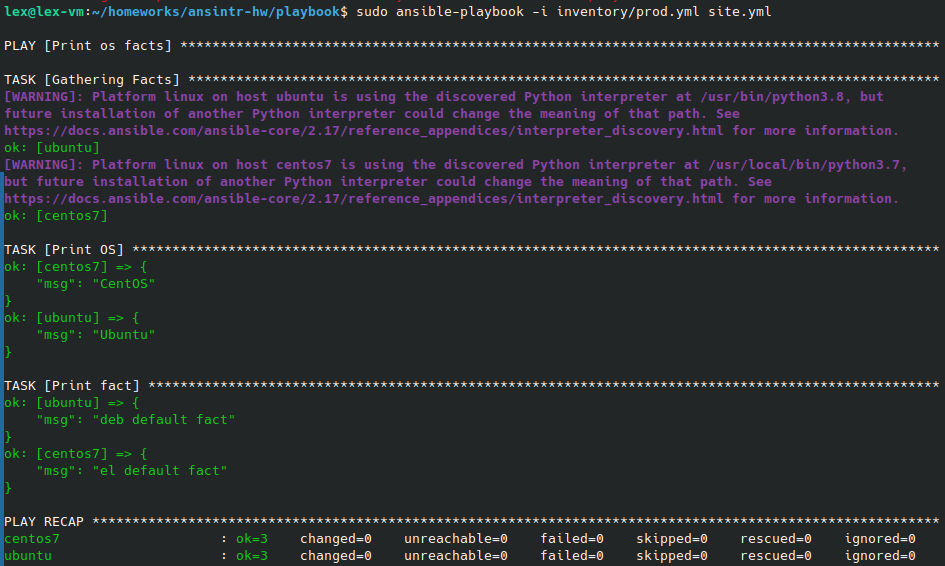 lex@lex-vm:~/homeworks/ansintr-hw/playbook$ sudo ansible-playbook -i inventory/prod.yml site.yml
PLAY [Print os facts] ***********************************************************************************************
TASK [Gathering Facts] **********************************************************************************************
[WARNING]: Platform linux on host ubuntu is using the discovered Python interpreter at /usr/bin/python3.8, but
future installation of another Python interpreter could change the meaning of that path. See
https://docs.ansible.com/ansible-core/2.17/reference_appendices/interpreter_discovery.html for more information.
ok: [ubuntu]
[WARNING]: Platform linux on host centos7 is using the discovered Python interpreter at /usr/local/bin/python3.7,
but future installation of another Python interpreter could change the meaning of that path. See
https://docs.ansible.com/ansible-core/2.17/reference_appendices/interpreter_discovery.html for more information.
ok: [centos7]
TASK [Print OS] *****************************************************************************************************
ok: [centos7] => {
    "msg": "CentOS"
}
ok: [ubuntu] => {
    "msg": "Ubuntu"
}
TASK [Print fact] ***************************************************************************************************
ok: [ubuntu] => {
    "msg": "deb default fact"
}
ok: [centos7] => {
    "msg": "el default fact"
}
PLAY RECAP **********************************************************************************************************
centos7                    : ok=3    changed=0    unreachable=0    failed=0    skipped=0    rescued=0    ignored=0
ubuntu                     : ok=3    changed=0    unreachable=0    failed=0    skipped=0    rescued=0    ignored=0